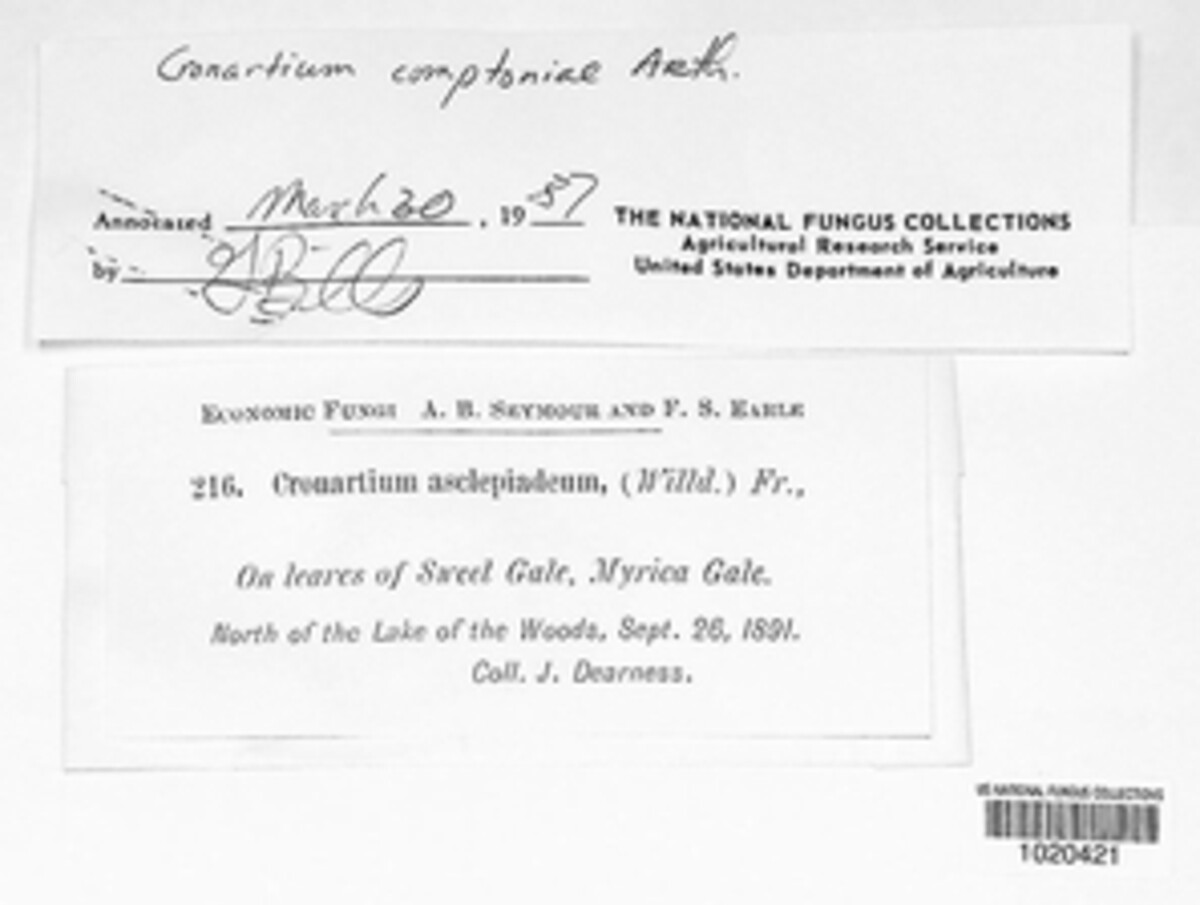 Cronartium comptoniae Arth.
Annotated March 20, 1957
by
THE NATIONAL FUNGUS COLLECTIONS
Agricultural Research Service
United States Department of Agriculture
ECONOMIC FUNGI A. B. SEYMOUR AND F. S. EARLE
216. Cronartium asclepiadeum, (Willd.) Fr.,
On leaves of Sweet Gale, Myrica Gale.
North of the Lake of the Woods, Sept. 26, 1891.
Coll. J. Dearness.
US NATIONAL FUNGUS COLLECTIONS
1020421